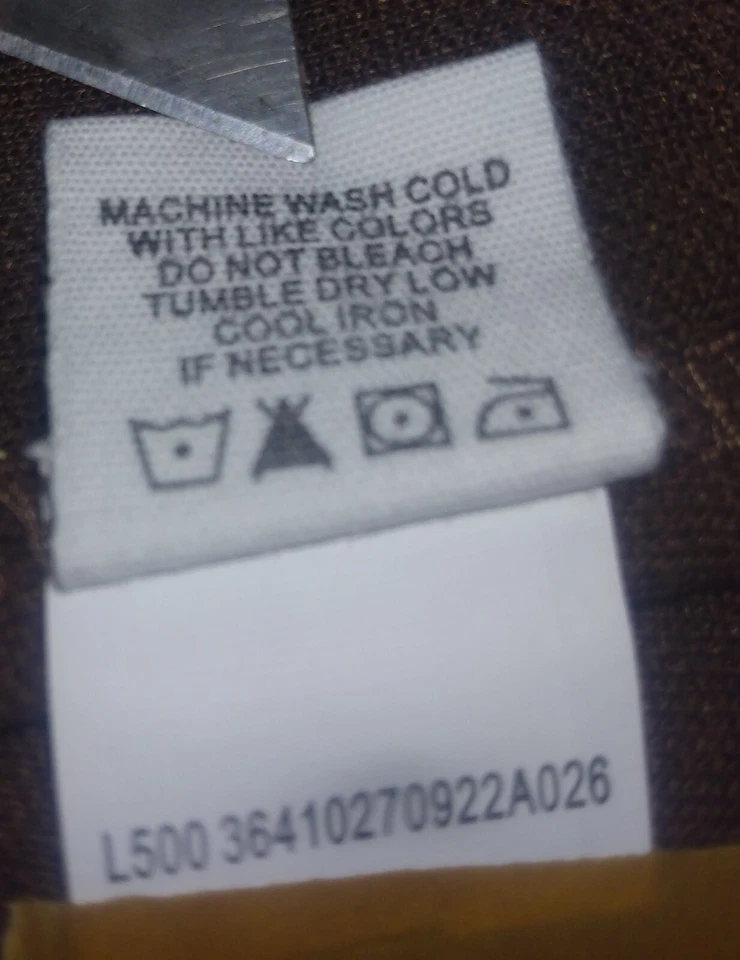 MACHINE WASH COLD
WITH LIKE COLORS
DO NOT BLEACH
TUMBLE DRY LOW
COOL IRON
IF NECESSARY
L500 36410270922A026